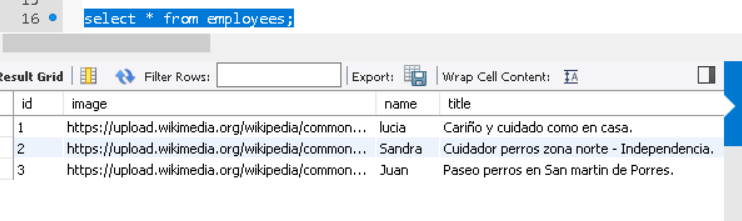 16 select * from employees;
Result Grid Filter Rows: Export: Wrap Cell Content:
id image name title
1 https://upload.wikimedia.org/wikipedia/common... lucia Cariño y cuidado como en casa.
2 https://upload.wikimedia.org/wikipedia/common... Sandra Cuidador perros zona norte - Independencia.
3 https://upload.wikimedia.org/wikipedia/common... Juan Paseo perros en San martin de Porres.